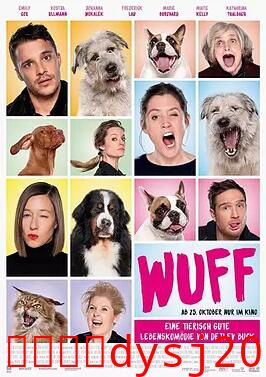 EMILY COX
KOSTJA ULLMANN
JOHANNA WOKALEK
FREDERICK LAU
MARIE BURCHARD
MAITE KELLY
KATHARINA THALBACH
WUFF
AB 25. OKTOBER NUR IM KINO
EINE TIERISCH GUTE
LEBENSKOMÖDIE VON DETLEV BUCK
dysj20